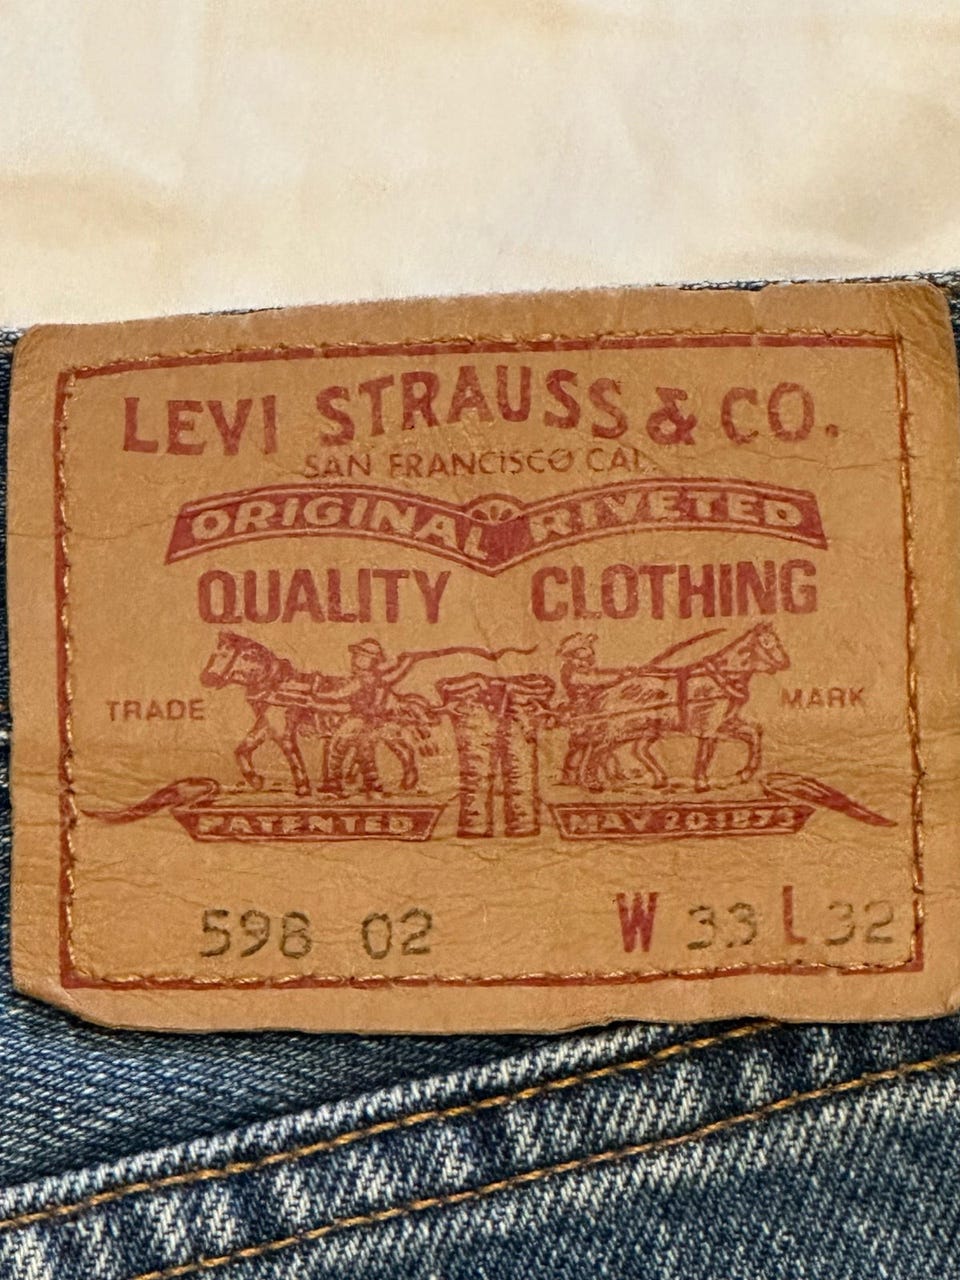 LEVI STRAUSS & CO.
SAN FRANCISCO CAL.
ORIGINAL RIVETED
QUALITY CLOTHING
TRADE MARK
PATENTED MAY 20 1873
598 02 W 33 L 32